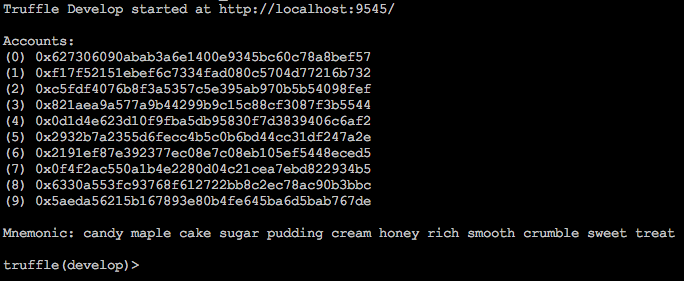 Truffle Develop started at http://localhost:9545/
Accounts:
(0) 0x627306090abab3a6e1400e9345bc60c78a8bef57
(1) 0xf17f52151ebef6c7334fad080c5704d77216b732
(2) 0xc5fdf4076b8f3a5357c5e395ab970b5b54098fef
(3) 0x821aea9a577a9b44299b9c15c88cf3087f3b5544
(4) 0x0d1d4e623d10f9fba5db95830f7d3839406c6af2
(5) 0x2932b7a2355d6fecc4b5c0b6bd44cc31df247a2e
(6) 0x2191ef87e392377ec08e7c08eb105ef5448eced5
(7) 0x0f4f2ac550a1b4e2280d04c21cea7ebd822934b5
(8) 0x6330a553fc93768f612722bb8c2ec78ac90b3bbc
(9) 0x5aeda56215b167893e80b4fe645ba6d5bab767de
Mnemonic: candy maple cake sugar pudding cream honey rich smooth crumble sweet treat
truffle(develop)>